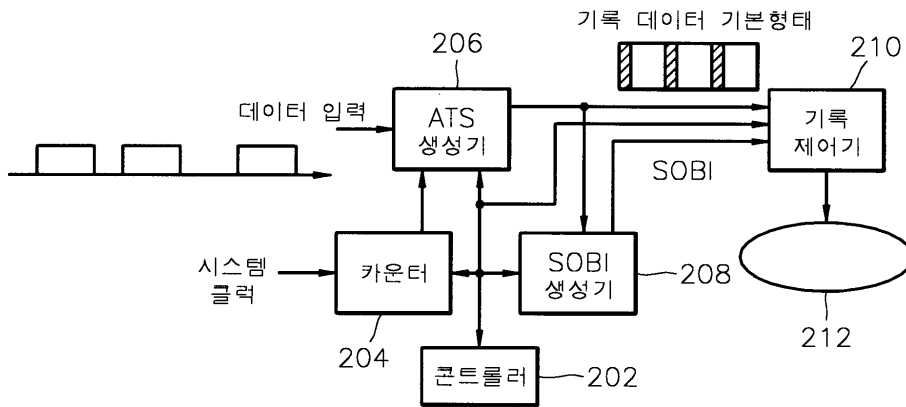 기록 데이터 기본형태
206
210
데이터 입력
ATS
생성기
기록
제어기
SOBI
시스템
클럭
카운터
SOBI
생성기
208
204
212
콘트롤러
202